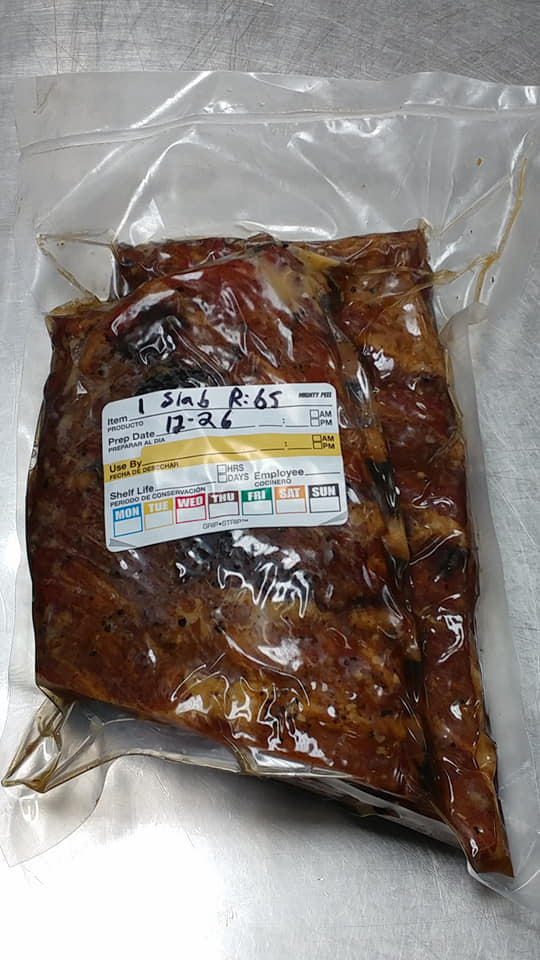 Item 1 Slab Ribs MIGHTY PEEL
PRODUCTO AM
Prep Date 12-26 : PM
PREPARAR AL DIA
Use By : AM PM
FECHA DE DESECHAR
HRS
DAYS Employee
Shelf Life COCINERO
PERIODO DE CONSERVACIÓN
MON TUE WED THU FRI SAT SUN
GRIP•STRIP™